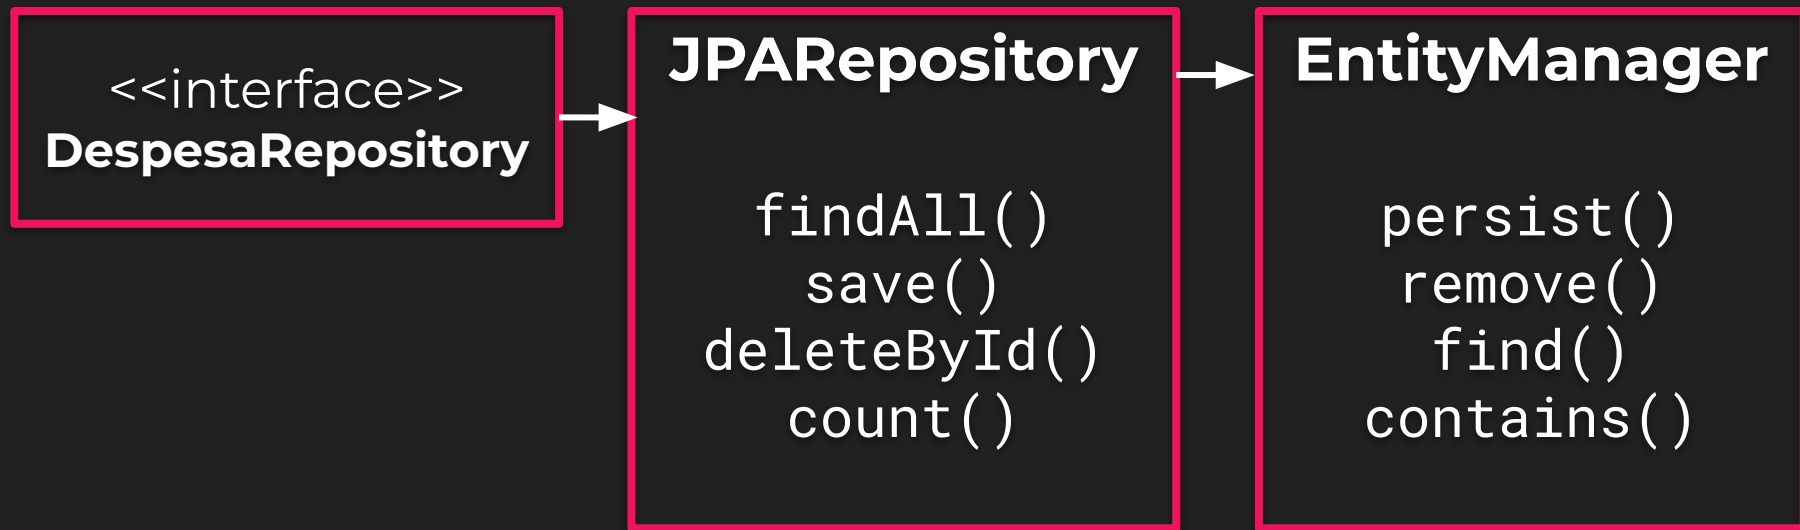 <<interface>>
DespesaRepository
JPARepository
findAll()
save()
deleteById()
count()
EntityManager
persist()
remove()
find()
contains()